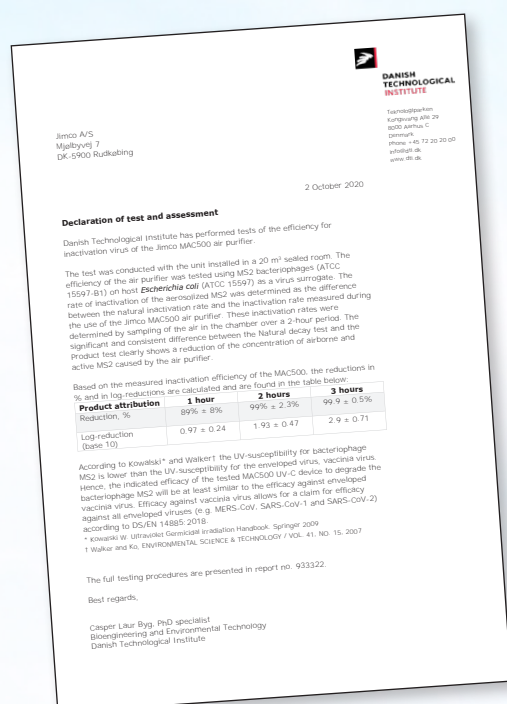 DANISH
TECHNOLOGICAL
INSTITUTE
Teknologiparken
Kongsvang Allé 29
8000 Aarhus C
Denmark
Phone +45 72 20 20 00
info@dti.dk
www.dti.dk
Jimco A/S
Mjølbyvej 7
DK-5900 Rudkøbing
2 October 2020
Declaration of test and assessment
Danish Technological Institute has performed tests of the efficiency for
inactivation virus of the Jimco MAC500 air purifier.
The test was conducted with the unit installed in a 20 m³ sealed room. The
efficiency of the air purifier was tested using MS2 bacteriophages (ATCC
15597-B1) on host Escherichia coli (ATCC 15597) as a virus surrogate. The
rate of inactivation of the aerosolized MS2 was determined as the difference
between the natural inactivation rate and the inactivation rate measured during
the use of the Jimco MAC500 air purifier. These inactivation rates were
determined by sampling of the air in the chamber over a 2-hour period. The
significant and consistent difference between the Natural decay test and the
Product test clearly shows a reduction of the concentration of airborne and
active MS2 caused by the air purifier.
Based on the measured inactivation efficiency of the MAC500, the reductions in
% and in log-reductions are calculated and are found in the table below:
Product attribution 1 hour 2 hours 3 hours
Reduction, % 89% ± 8% 99% ± 2.3% 99.9 ± 0.5%
Log-reduction 0.97 ± 0.24 1.93 ± 0.47 2.9 ± 0.71
(base 10)
According to Kowalski* and Walker† the UV-susceptibility for bacteriophage
MS2 is lower than the UV-susceptibility for the enveloped virus, vaccinia virus.
Hence, the indicated efficacy of the tested MAC500 UV-C device to degrade the
bacteriophage MS2 will be at least similar to the efficacy against enveloped
vaccinia virus. Efficacy against vaccinia virus allows for a claim for efficacy
against all enveloped viruses (e.g. MERS-CoV, SARS-CoV-1 and SARS-CoV-2)
according to DS/EN 14885:2018.
* Kowalski W. Ultraviolet Germicidal Irradiation Handbook. Springer 2009
† Walker and Ko, ENVIRONMENTAL SCIENCE & TECHNOLOGY / VOL. 41, NO. 15, 2007
The full testing procedures are presented in report no. 933322.
Best regards,
Casper Laur Byg, PhD specialist
Bioengineering and Environmental Technology
Danish Technological Institute